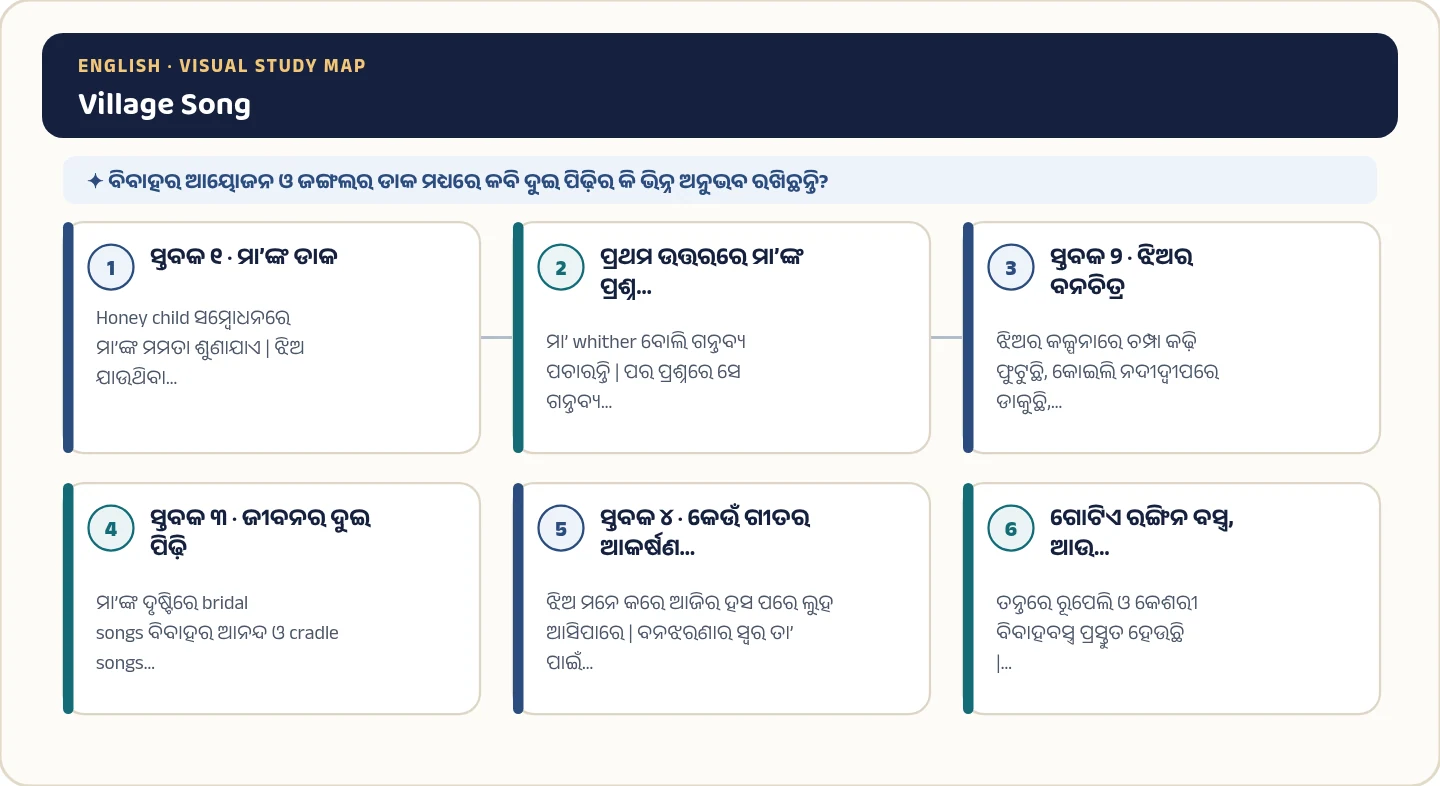 ENGLISH · VISUAL STUDY MAP
Village Song
✦ ବିବାହର ଆୟୋଜନ ଓ ଜଙ୍ଗଲର ଡାକ ମଧ୍ୟରେ କବି ଦୁଇ ପିଢ଼ିର କି ଭିନ୍ନ ଅନୁଭବ ରଖିଛନ୍ତି?
1
ସ୍ତବକ ୧ · ମା’ଙ୍କ ଡାକ
Honey child ସମ୍ବୋଧନରେ
ମା’ଙ୍କ ମମତା ଶୁଣାଯାଏ | ଝିଅ
ଯାଉଥିବା...
2
ପ୍ରଥମ ଉତ୍ତରରେ ମା’ଙ୍କ
ପ୍ରଶ୍ନ...
ମା’ whither ବୋଲି ଗନ୍ତବ୍ୟ
ପଚାରନ୍ତି | ପର ପ୍ରଶ୍ନରେ ସେ
ଗନ୍ତବ୍ୟ...
3
ସ୍ତବକ ୨ · ଝିଅର
ବନଚିତ୍ର
ଝିଅର କଳ୍ପନାରେ ଚମ୍ପା କଢ଼ି
ଫୁଟୁଛି, କୋଇଲି ନଦୀଦ୍ୱୀପରେ
ଡାକୁଛି,...
4
ସ୍ତବକ ୩ · ଜୀବନର ଦୁଇ
ପିଢ଼ି
ମା’ଙ୍କ ଦୃଷ୍ଟିରେ bridal
songs ବିବାହର ଆନନ୍ଦ ଓ cradle
songs...
5
ସ୍ତବକ ୪ · କେଉଁ ଗୀତର
ଆକର୍ଷଣ...
ଝିଅ ମନେ କରେ ଆଜିର ହସ ପରେ ଲୁହ
ଆସିପାରେ | ବନଝରଣାର ସ୍ୱର ତା’
ପାଇଁ...
6
ଗୋଟିଏ ରଙ୍ଗିନ ବସ୍ତ୍ର,
ଆଉ...
ତନ୍ତରେ ରୂପେଲି ଓ କେଶରୀ
ବିବାହବସ୍ତ୍ର ପ୍ରସ୍ତୁତ ହେଉଛି
|...